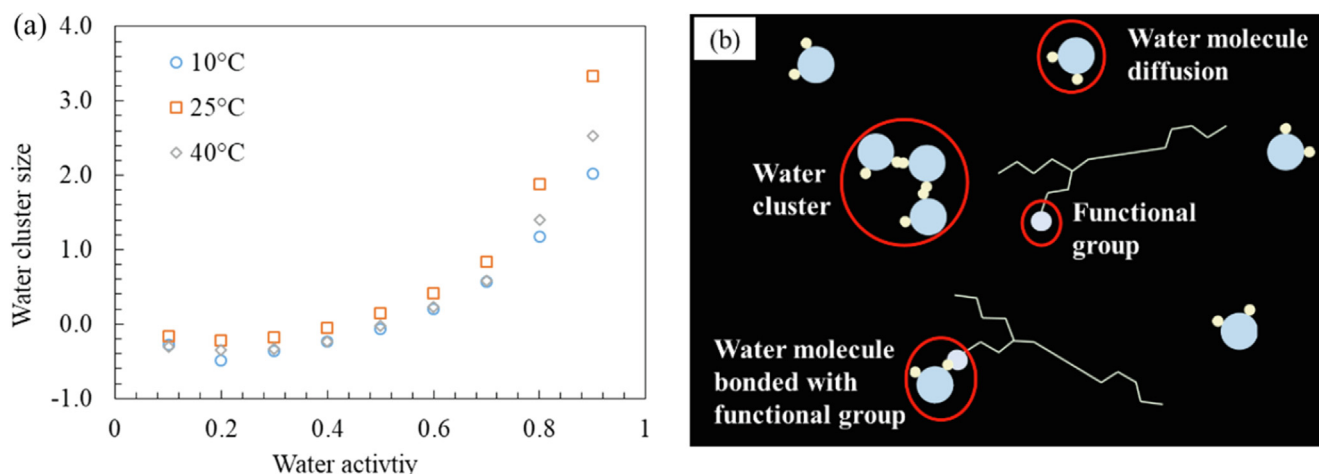 (a)
4.0
3.0
2.0
1.0
0.0
-1.0
Water cluster size
10°C
25°C
40°C
0
0.2
0.4
0.6
0.8
1
Water activtiy
(b)
Water molecule
diffusion
Water
cluster
Functional
group
Water molecule
bonded with
functional group